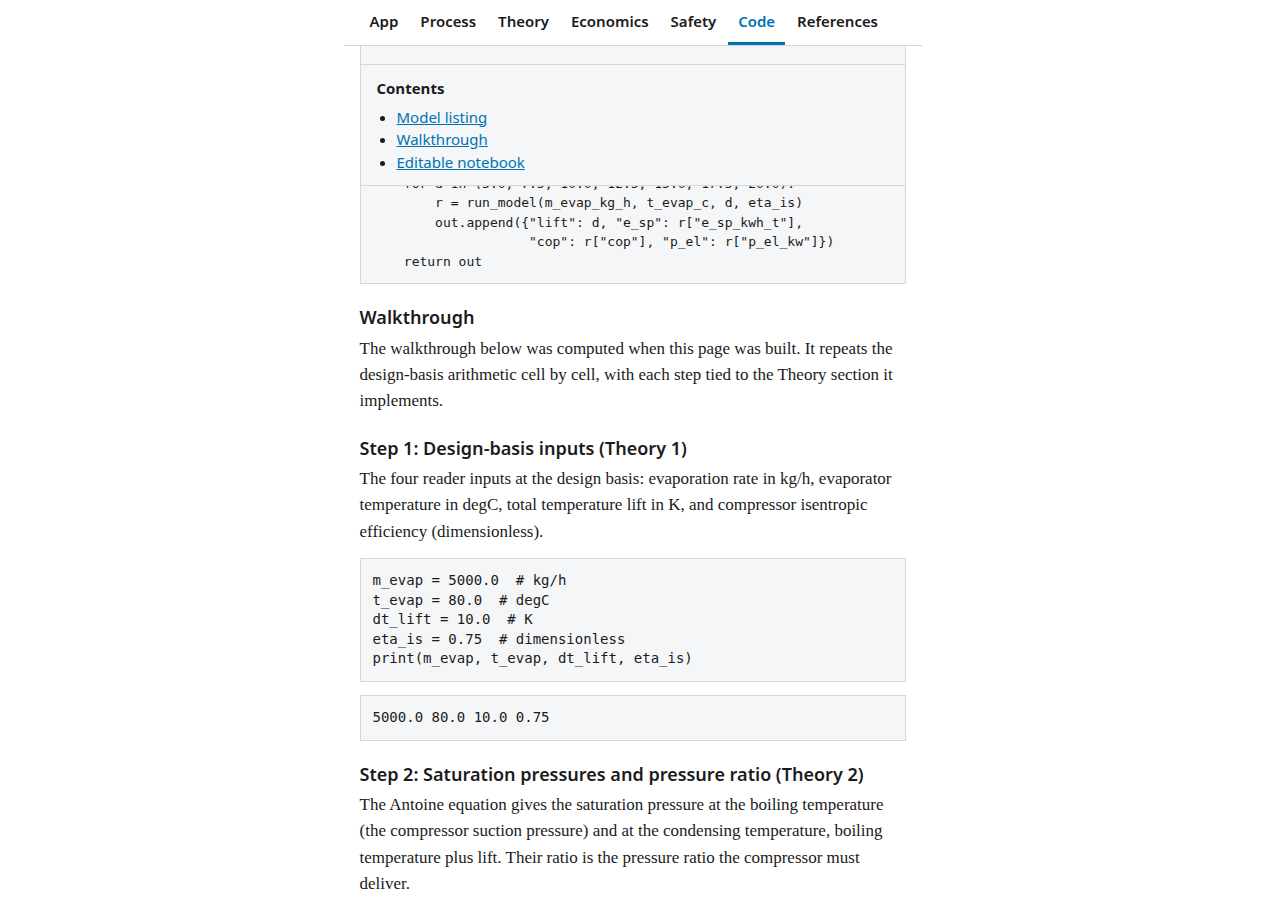 App Process Theory Economics Safety Code References
Contents
Model listing
Walkthrough
Editable notebook
r = run_model(m_evap_kg_h, t_evap_c, d, eta_is)
out.append({"lift": d, "e_sp": r["e_sp_kwh_t"],
"cop": r["cop"], "p_el": r["p_el_kw"]})
return out
Walkthrough
The walkthrough below was computed when this page was built. It repeats the
design-basis arithmetic cell by cell, with each step tied to the Theory section it
implements.
Step 1: Design-basis inputs (Theory 1)
The four reader inputs at the design basis: evaporation rate in kg/h, evaporator
temperature in degC, total temperature lift in K, and compressor isentropic
efficiency (dimensionless).
m_evap = 5000.0  # kg/h
t_evap = 80.0  # degC
dt_lift = 10.0  # K
eta_is = 0.75  # dimensionless
print(m_evap, t_evap, dt_lift, eta_is)
5000.0 80.0 10.0 0.75
Step 2: Saturation pressures and pressure ratio (Theory 2)
The Antoine equation gives the saturation pressure at the boiling temperature
(the compressor suction pressure) and at the condensing temperature, boiling
temperature plus lift. Their ratio is the pressure ratio the compressor must
deliver.